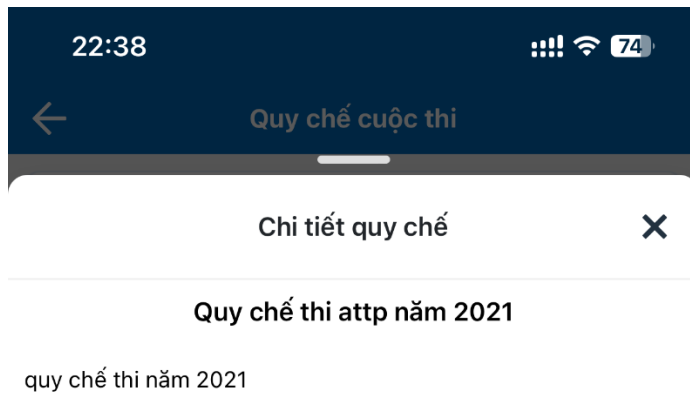 22:38
74
Quy chế cuộc thi
Chi tiết quy chế
Quy chế thi attp năm 2021
quy chế thi năm 2021